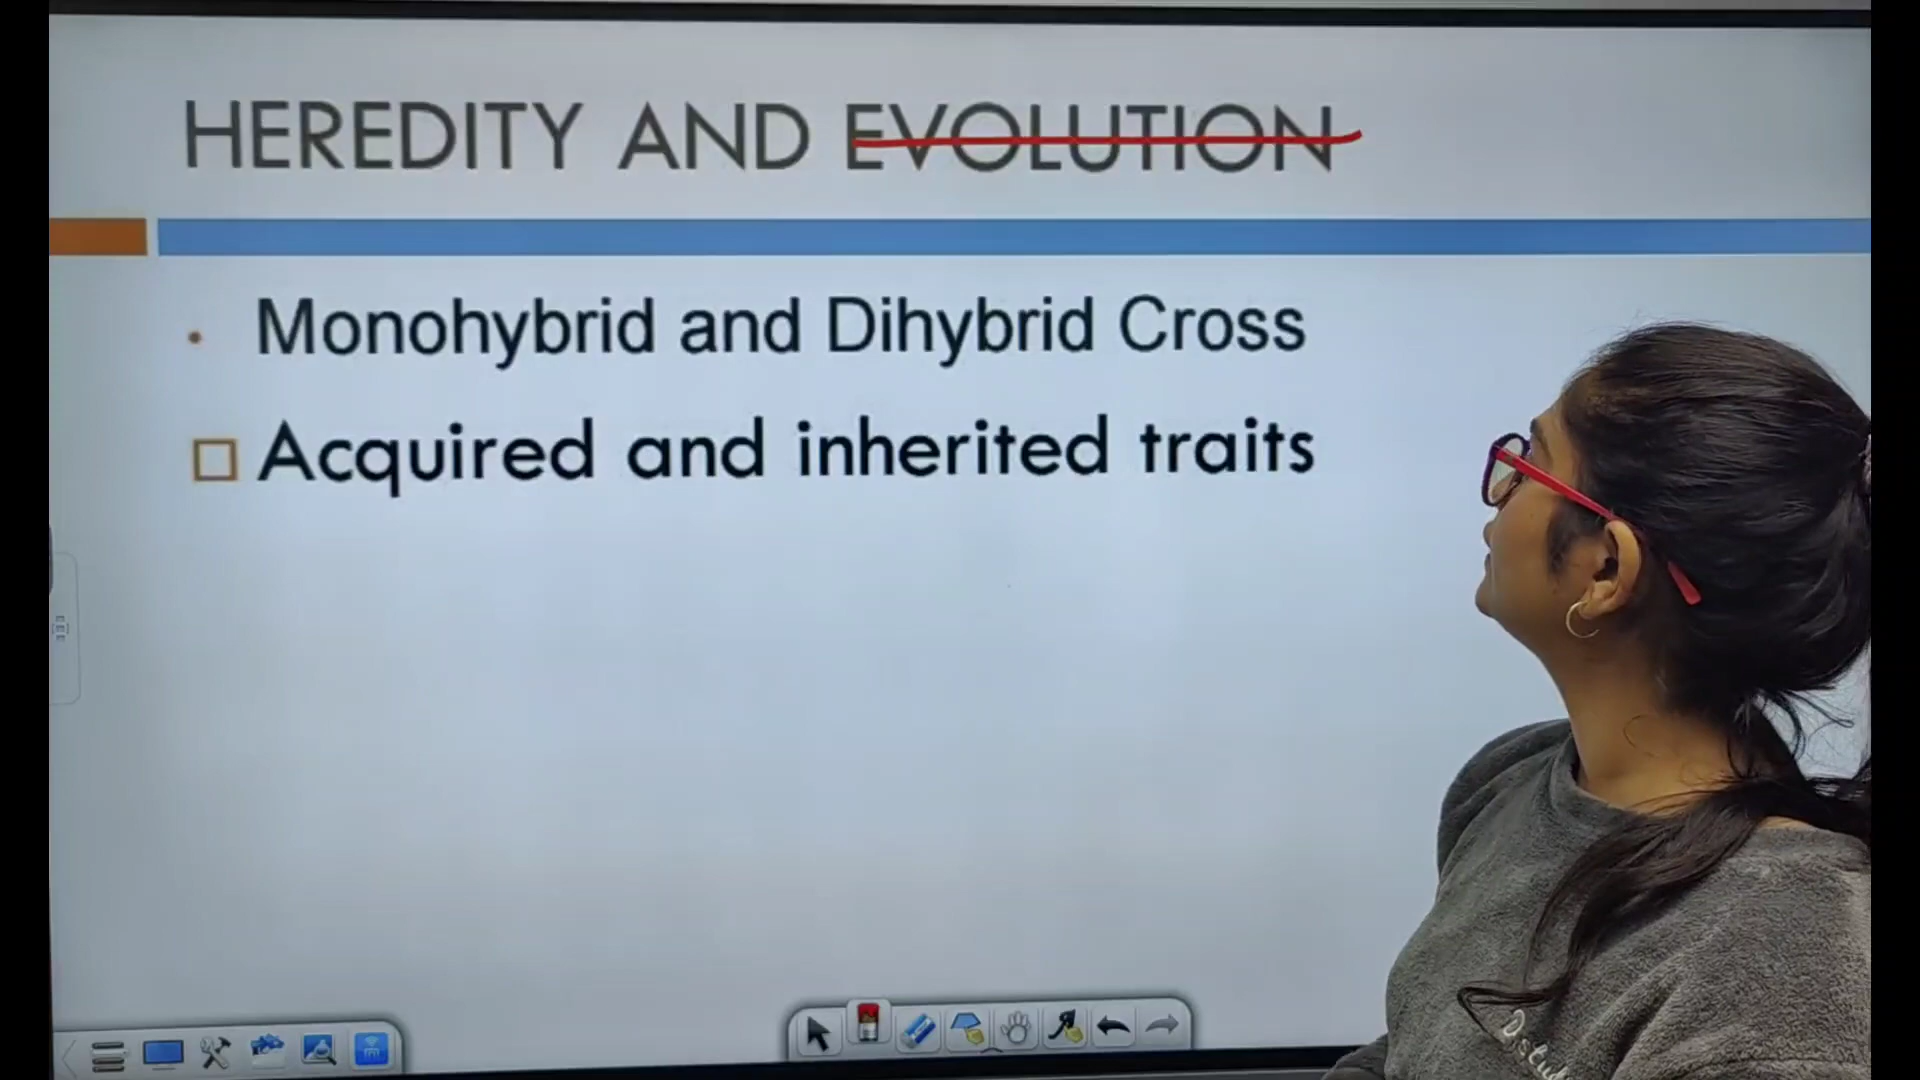 HEREDITY AND EVOLUTION
Monohybrid and Dihybrid Cross
Acquired and inherited traits